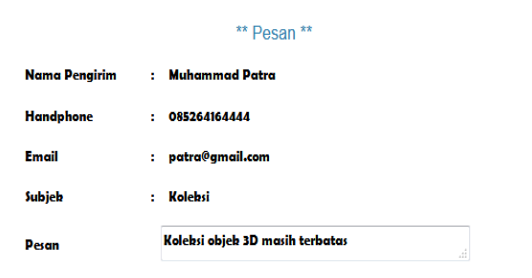 ** Pesan **
Nama Pengirim : Muhammad Patra
Handphone : 085264164444
Email : patra@gmail.com
Subjek : Koleksi
Pesan Koleksi objek 3D masih terbatas